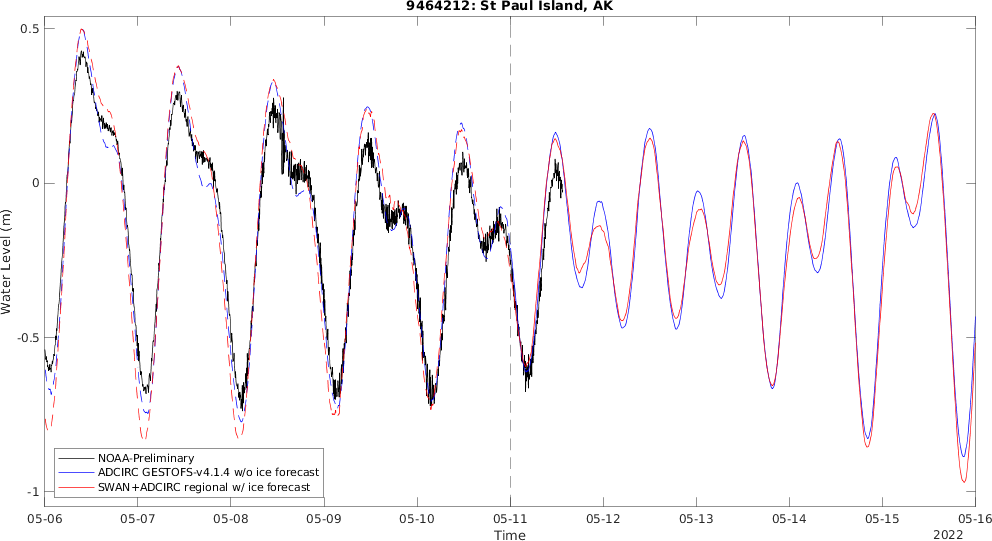 9464212: St Paul Island, AK
Water Level (m)
0.5
0
-0.5
-1
NOAA-Preliminary
ADCIRC GESTOFS-v4.1.4 w/o ice forecast
SWAN+ADCIRC regional w/ ice forecast
05-06 05-07 05-08 05-09 05-10 05-11 05-12 05-13 05-14 05-15 05-16
Time
2022